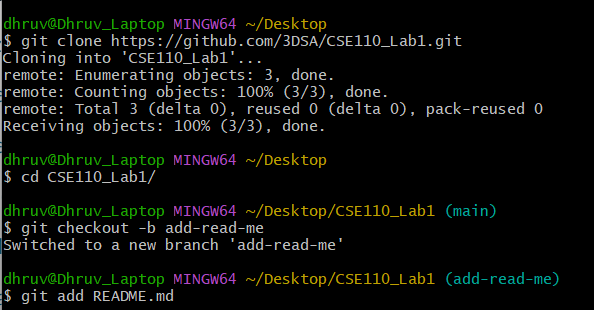 dhruv@Dhruv_Laptop MINGW64 ~/Desktop
$ git clone https://github.com/3DSA/CSE110_Lab1.git
Cloning into 'CSE110_Lab1'...
remote: Enumerating objects: 3, done.
remote: Counting objects: 100% (3/3), done.
remote: Total 3 (delta 0), reused 0 (delta 0), pack-reused 0
Receiving objects: 100% (3/3), done.
dhruv@Dhruv_Laptop MINGW64 ~/Desktop
$ cd CSE110_Lab1/
dhruv@Dhruv_Laptop MINGW64 ~/Desktop/CSE110_Lab1 (main)
$ git checkout -b add-read-me
Switched to a new branch 'add-read-me'
dhruv@Dhruv_Laptop MINGW64 ~/Desktop/CSE110_Lab1 (add-read-me)
$ git add README.md